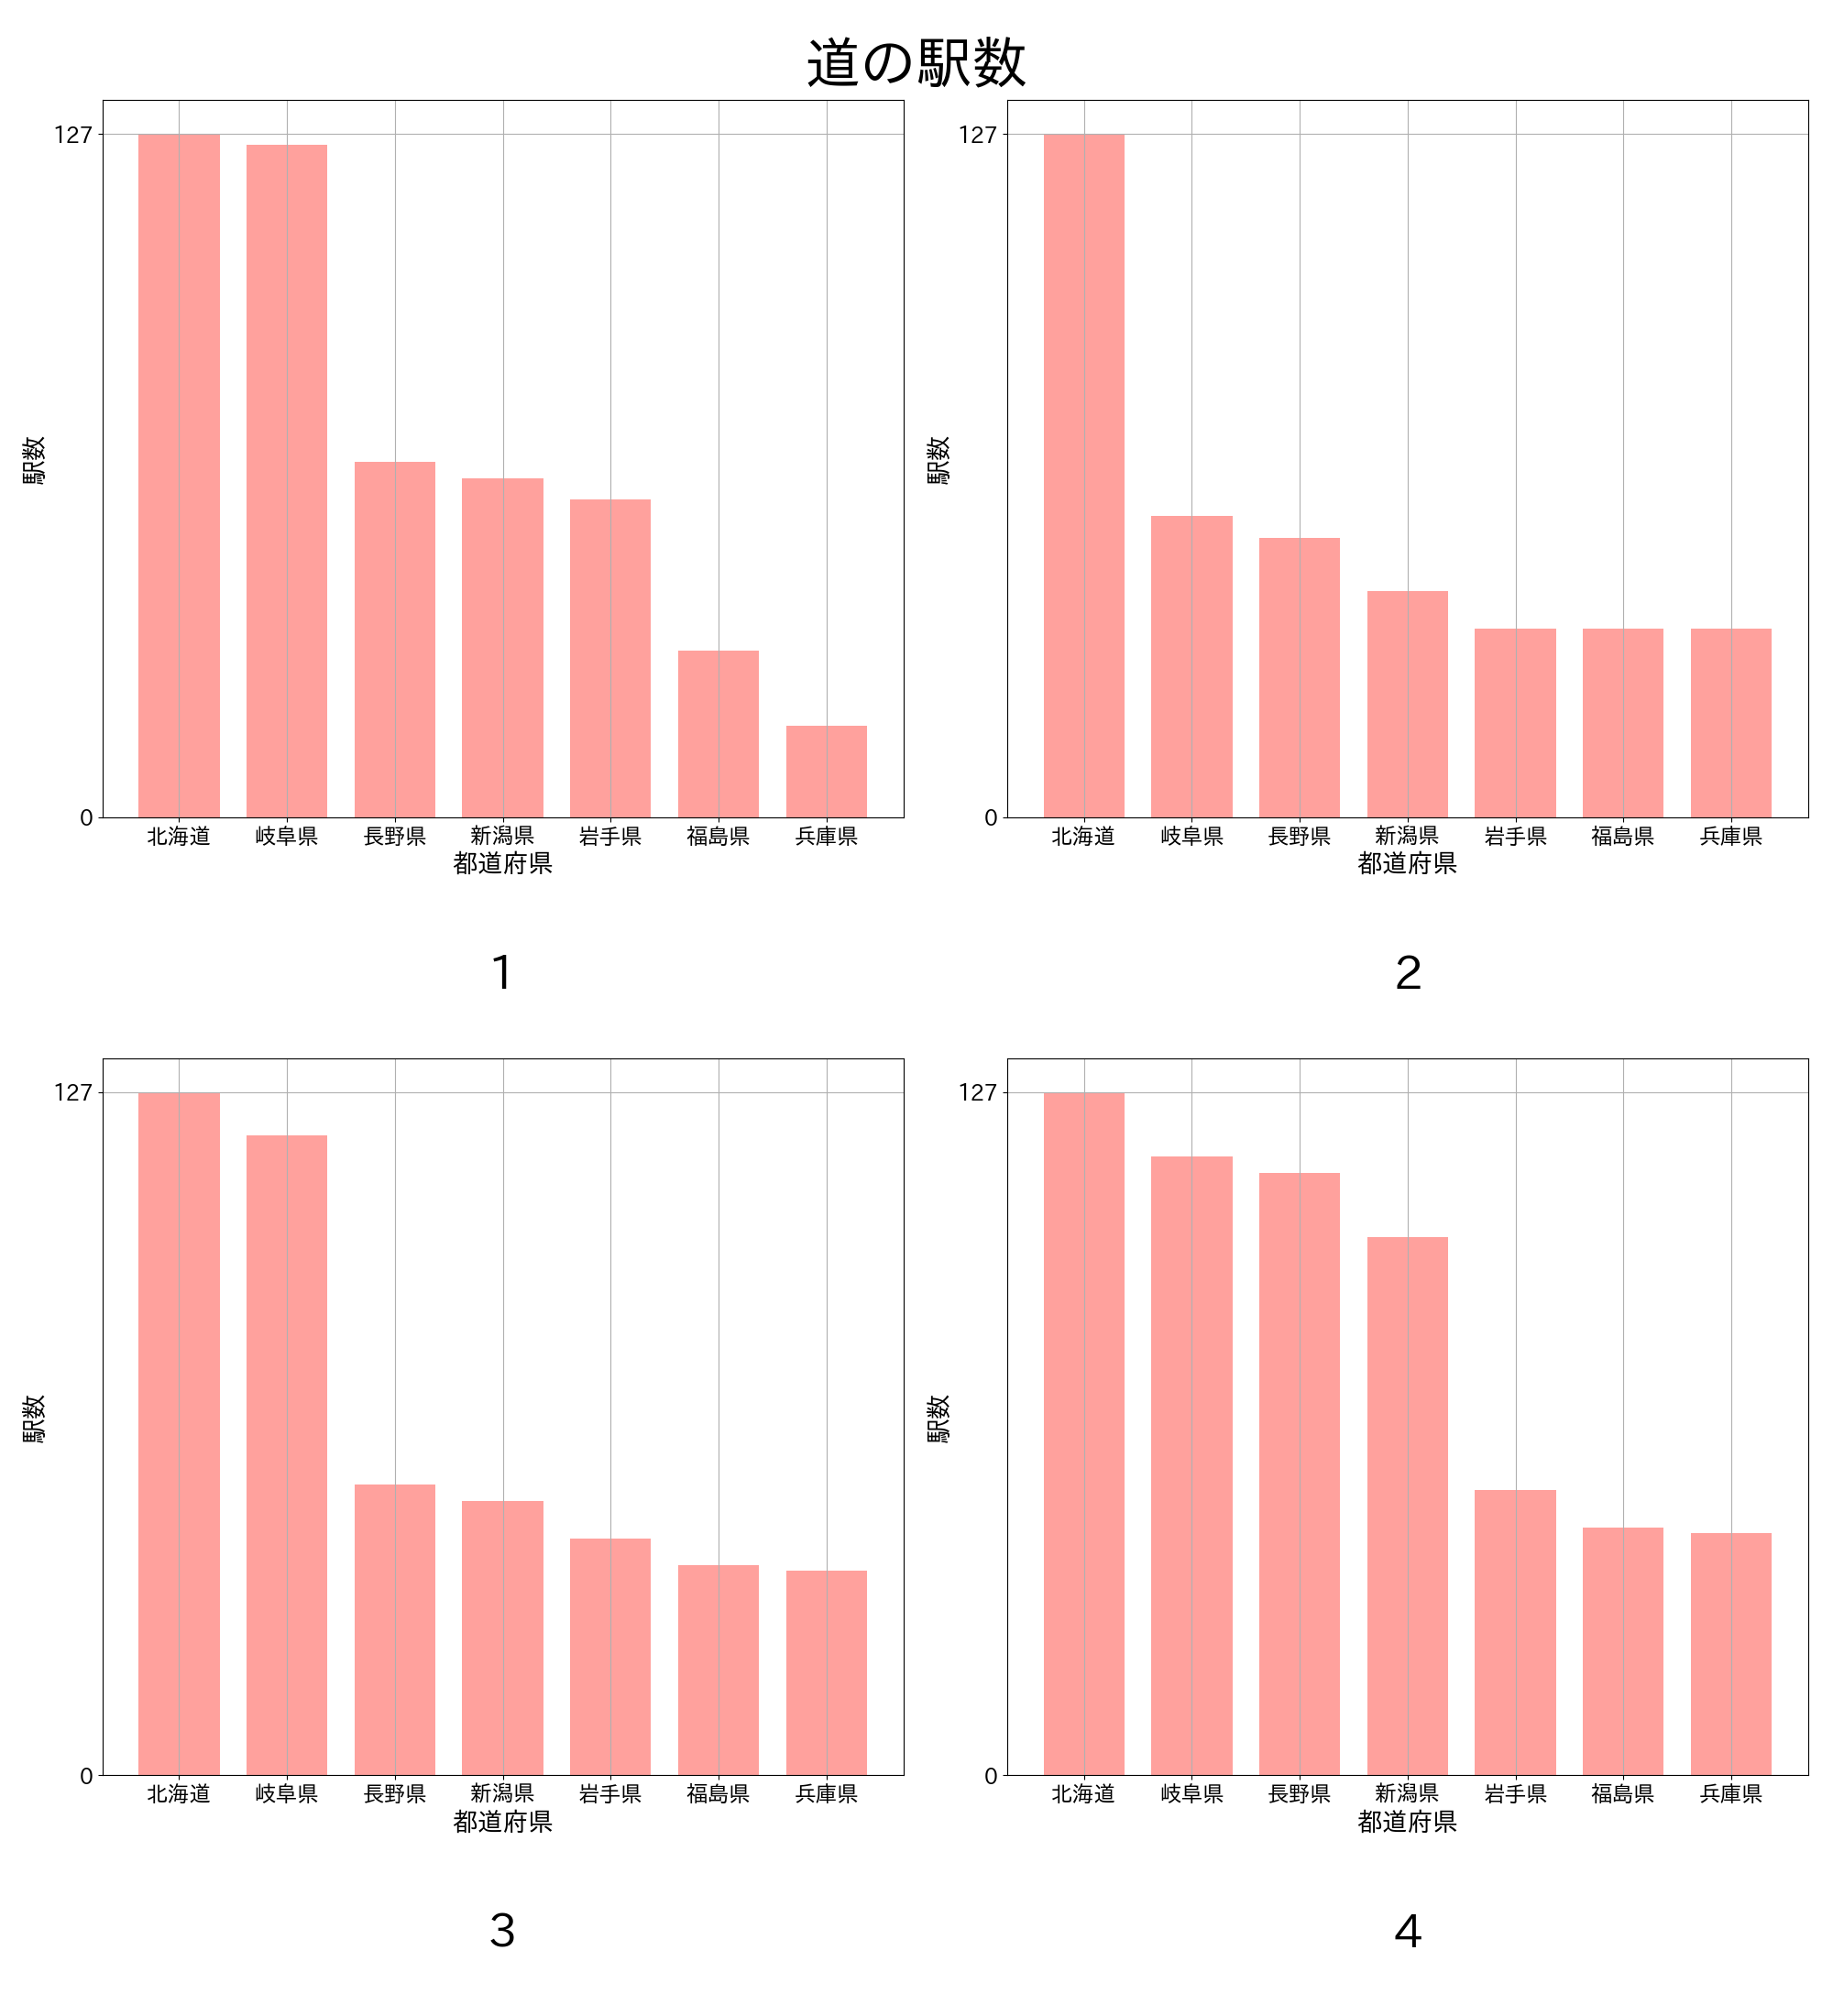 道の駅数
127
駅数
0
北海道 岐阜県 長野県 新潟県 岩手県 福島県 兵庫県
都道府県
1
127
駅数
0
北海道 岐阜県 長野県 新潟県 岩手県 福島県 兵庫県
都道府県
2
127
駅数
0
北海道 岐阜県 長野県 新潟県 岩手県 福島県 兵庫県
都道府県
3
127
駅数
0
北海道 岐阜県 長野県 新潟県 岩手県 福島県 兵庫県
都道府県
4